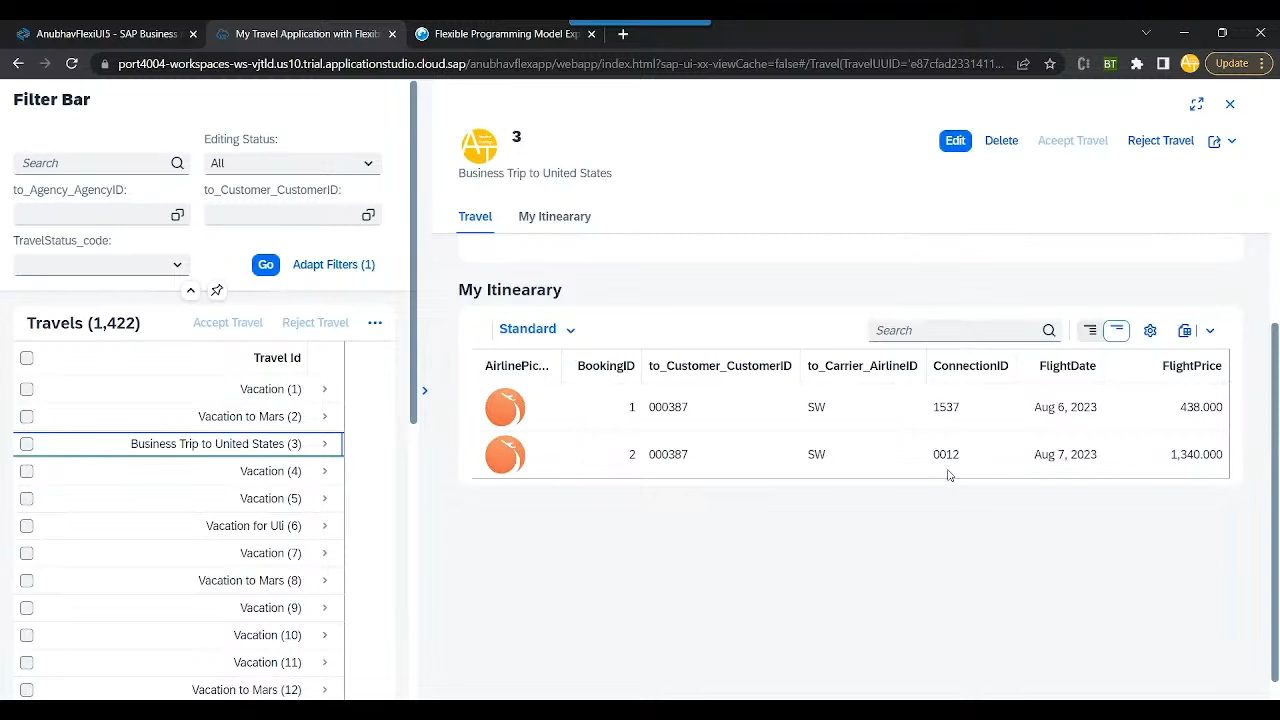 AnubhavFlexiUI5 - SAP Business
My Travel Application with Flexib
Flexible Programming Model Exp
port4004-workspaces-ws-vjtld.us10.trial.applicationstudio.cloud.sap/anubhavflexapp/webapp/index.html?sap-ui-xx-viewCache=false#/Travel(TravelUUID='e87cfad2331411...
BT
AT
Update
Filter Bar
Editing Status:
Search
All
to_Agency_AgencyID:
to_Customer_CustomerID:
TravelStatus_code:
Go
Adapt Filters (1)
Travels (1,422)
Accept Travel
Reject Travel
Travel Id
Vacation (1)
Vacation to Mars (2)
Business Trip to United States (3)
Vacation (4)
Vacation (5)
Vacation for Uli (6)
Vacation (7)
Vacation to Mars (8)
Vacation (9)
Vacation (10)
Vacation (11)
Vacation to Mars (12)
AT
3
Business Trip to United States
Edit
Delete
Aceept Travel
Reject Travel
Travel
My Itinearary
My Itinearary
Standard
Search
AirlinePic...
BookingID
to_Customer_CustomerID
to_Carrier_AirlineID
ConnectionID
FlightDate
FlightPrice
1
000387
SW
1537
Aug 6, 2023
438.000
2
000387
SW
0012
Aug 7, 2023
1,340.000